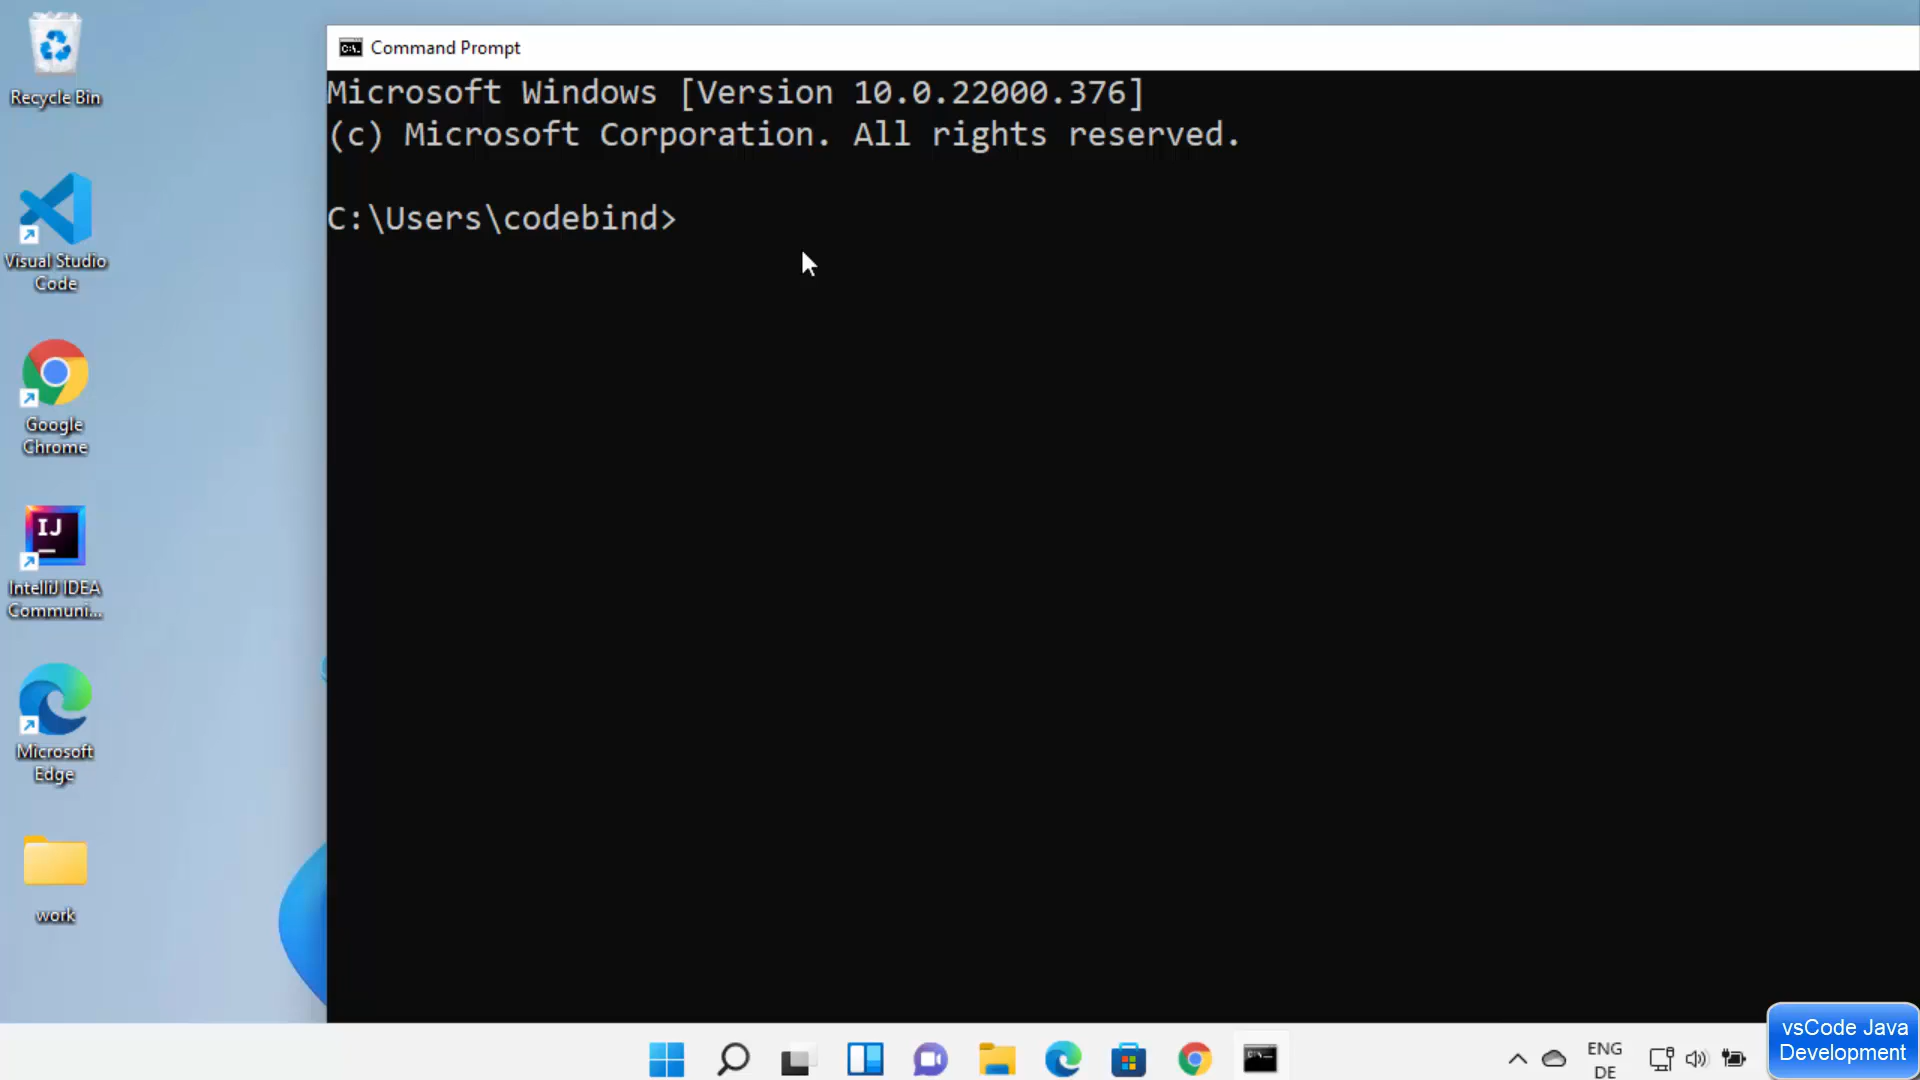 Recycle Bin
Visual Studio
Code
Google
Chrome
IJ
IntelliJ IDEA
Communi...
Microsoft
Edge
work
C:\.
Command Prompt
Microsoft Windows [Version 10.0.22000.376]
(c) Microsoft Corporation. All rights reserved.
C:\Users\codebind>
ENG
DE
vsCode Java
Development